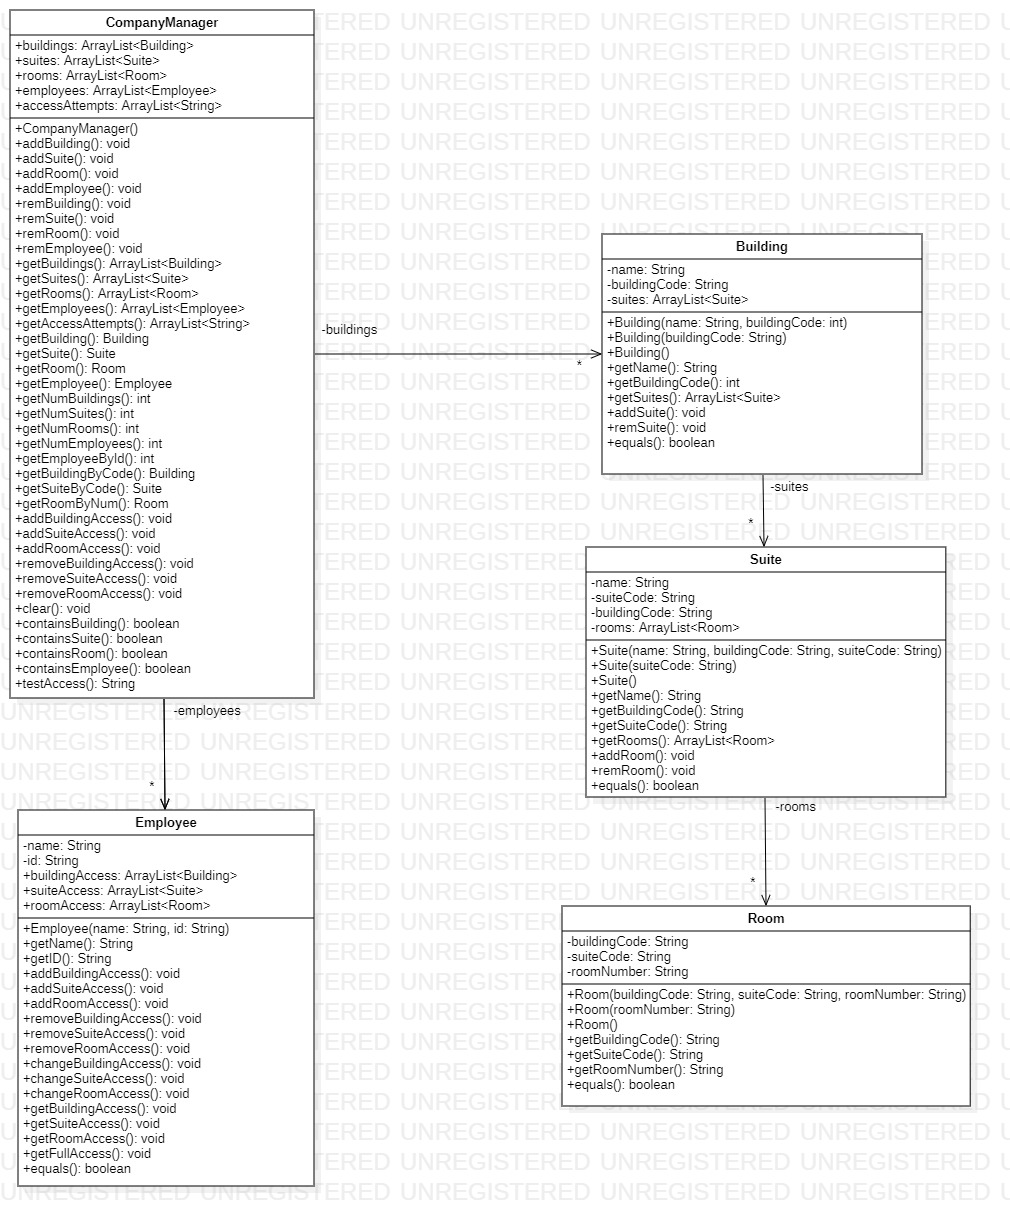 CompanyManager
+buildings: ArrayList<Building>
+suites: ArrayList<Suite>
+rooms: ArrayList<Room>
+employees: ArrayList<Employee>
+accessAttempts: ArrayList<String>
+CompanyManager()
+addBuilding(): void
+addSuite(): void
+addRoom(): void
+addEmployee(): void
+remBuilding(): void
+remSuite(): void
+remRoom(): void
+remEmployee(): void
+getBuildings(): ArrayList<Building>
+getSuites(): ArrayList<Suite>
+getRooms(): ArrayList<Room>
+getEmployees(): ArrayList<Employee>
+getAccessAttempts(): ArrayList<String>
+getBuilding(): Building
+getSuite(): Suite
+getRoom(): Room
+getEmployee(): Employee
+getNumBuildings(): int
+getNumSuites(): int
+getNumRooms(): int
+getNumEmployees(): int
+getEmployeeById(): int
+getBuildingByCode(): Building
+getSuiteByCode(): Suite
+getRoomByNum(): Room
+addBuildingAccess(): void
+addSuiteAccess(): void
+addRoomAccess(): void
+removeBuildingAccess(): void
+removeSuiteAccess(): void
+removeRoomAccess(): void
+clear(): void
+containsBuilding(): boolean
+containsSuite(): boolean
+containsRoom(): boolean
+containsEmployee(): boolean
+testAccess(): String
-buildings
*
Building
-name: String
-buildingCode: String
-suites: ArrayList<Suite>
+Building(name: String, buildingCode: int)
+Building(buildingCode: String)
+Building()
+getName(): String
+getBuildingCode(): int
+getSuites(): ArrayList<Suite>
+addSuite(): void
+remSuite(): void
+equals(): boolean
-suites
*
Suite
-name: String
-suiteCode: String
-buildingCode: String
-rooms: ArrayList<Room>
+Suite(name: String, buildingCode: String, suiteCode: String)
+Suite(suiteCode: String)
+Suite()
+getName(): String
+getBuildingCode(): String
+getSuiteCode(): String
+getRooms(): ArrayList<Room>
+addRoom(): void
+remRoom(): void
+equals(): boolean
-employees
*
Employee
-name: String
-id: String
+buildingAccess: ArrayList<Building>
+suiteAccess: ArrayList<Suite>
+roomAccess: ArrayList<Room>
+Employee(name: String, id: String)
+getName(): String
+getID(): String
+addBuildingAccess(): void
+addSuiteAccess(): void
+addRoomAccess(): void
+removeBuildingAccess(): void
+removeSuiteAccess(): void
+removeRoomAccess(): void
+changeBuildingAccess(): void
+changeSuiteAccess(): void
+changeRoomAccess(): void
+getBuildingAccess(): void
+getSuiteAccess(): void
+getRoomAccess(): void
+getFullAccess(): void
+equals(): boolean
-rooms
*
Room
-buildingCode: String
-suiteCode: String
-roomNumber: String
+Room(buildingCode: String, suiteCode: String, roomNumber: String)
+Room(roomNumber: String)
+Room()
+getBuildingCode(): String
+getSuiteCode(): String
+getRoomNumber(): String
+equals(): boolean
UNREGISTERED